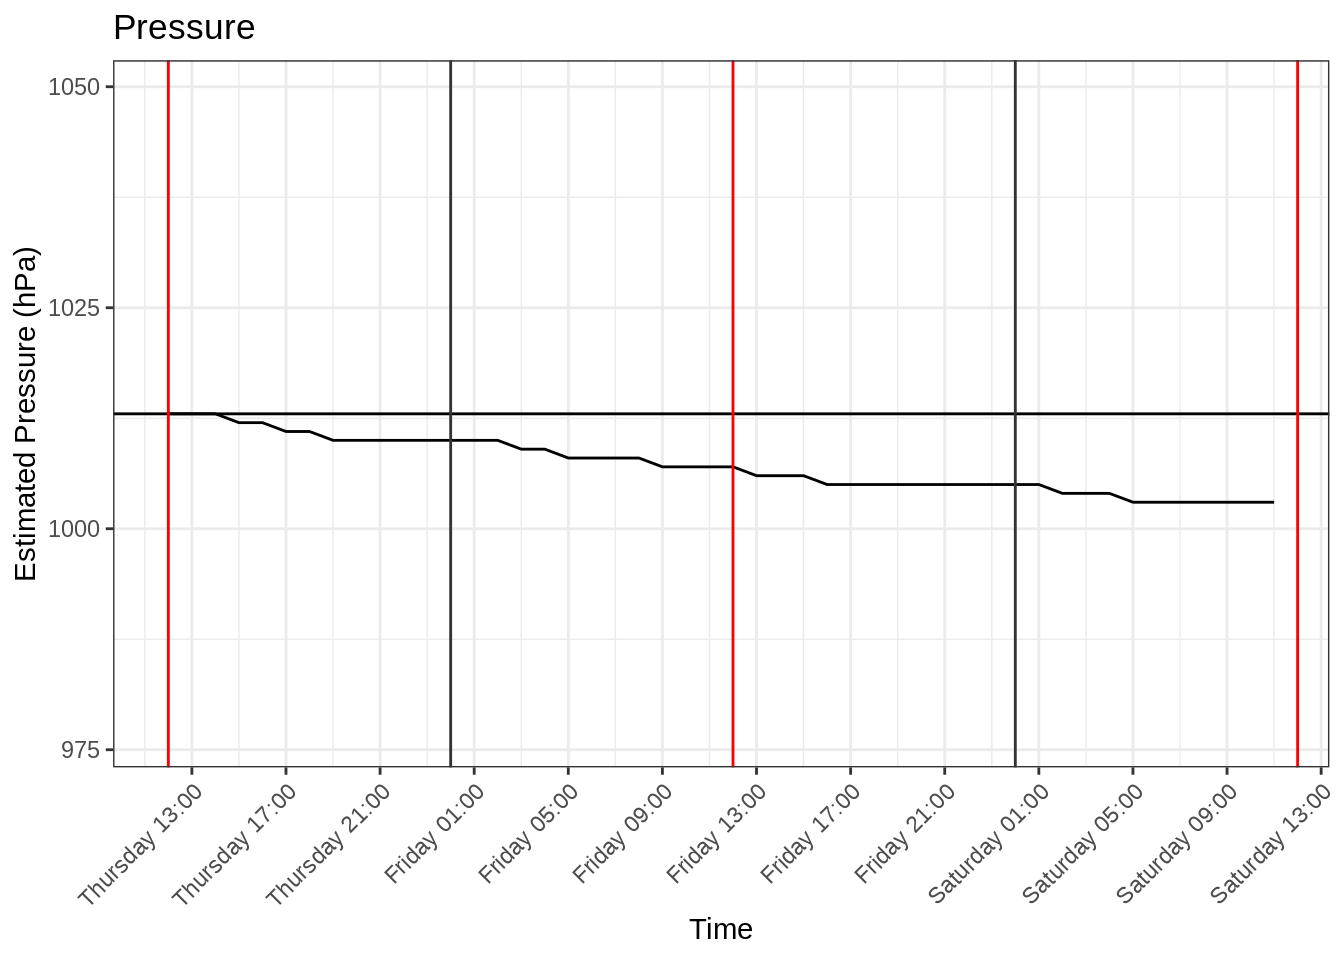 Pressure
Estimated Pressure (hPa)
1050
1025
1000
975
Thursday 13:00
Thursday 17:00
Thursday 21:00
Friday 01:00
Friday 05:00
Friday 09:00
Friday 13:00
Friday 17:00
Friday 21:00
Saturday 01:00
Saturday 05:00
Saturday 09:00
Saturday 13:00
Time